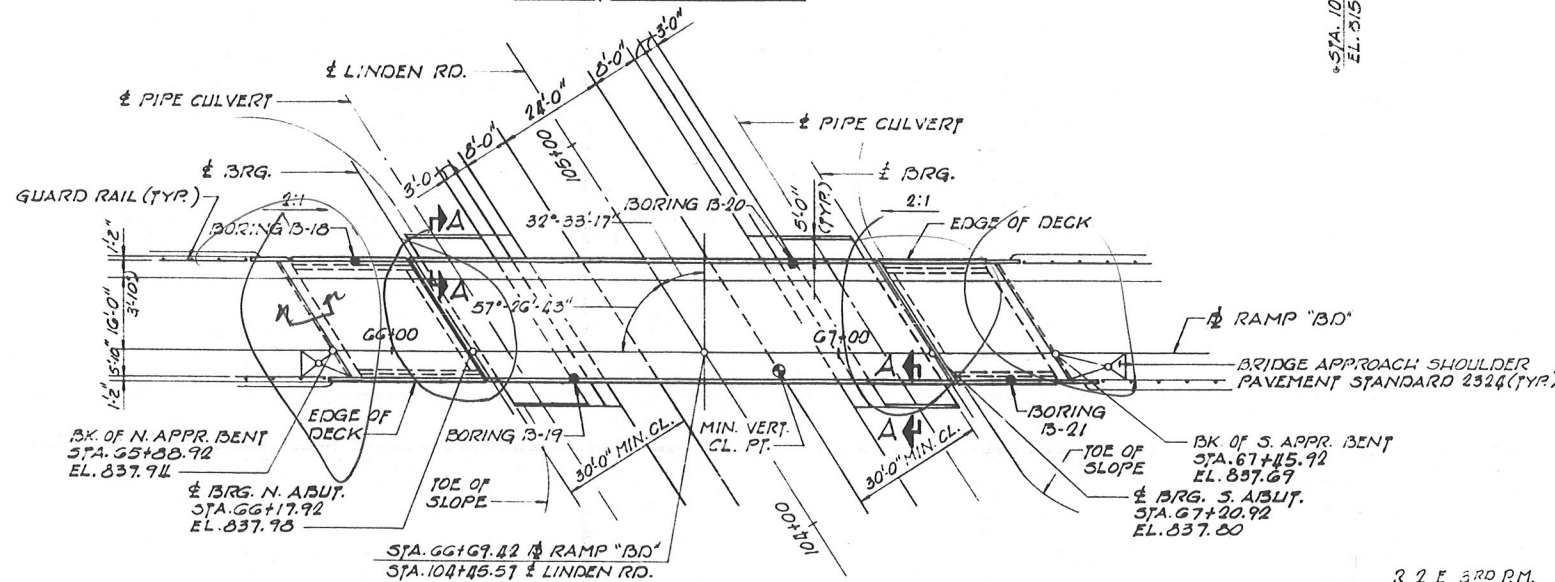 STA. 10
EL. 815
3'-0"
8'-0"
24'-0"
8'-0"
3'-0"
℄ LINDEN RD.
℄ PIPE CULVERT
℄ PIPE CULVERT
105+00
℄ BRG.
℄ BRG.
GUARD RAIL (TYP.)
2:1
BORING B-18
A
32°-33'-17"
BORING B-20
5'-0"
(TYP.)
2:1
EDGE OF DECK
1'-2"
16'-0"
3'-10"
5'-10"
1'-2"
A
57°-26'-43"
66+00
67+00
℄ RAMP "BD"
A
BRIDGE APPROACH SHOULDER
PAVEMENT STANDARD 2324 (TYP.)
EDGE OF
DECK
BORING B-19
MIN. VERT.
CL. PT.
A
BORING
B-21
BK. OF N. APPR. BENT
STA. 65+88.92
EL. 837.94
30'-0" MIN. CL.
30'-0" MIN. CL.
TOE OF
SLOPE
BK. OF S. APPR. BENT
STA. 67+45.92
EL. 837.69
℄ BRG. N. ABUT.
STA. 66+17.92
EL. 837.98
TOE OF
SLOPE
℄ BRG. S. ABUT.
STA. 67+20.92
EL. 837.80
104+00
STA. 66+69.42 ℄ RAMP "BD"
STA. 104+45.57 ℄ LINDEN RD.
R 2 E 3RD P.M.